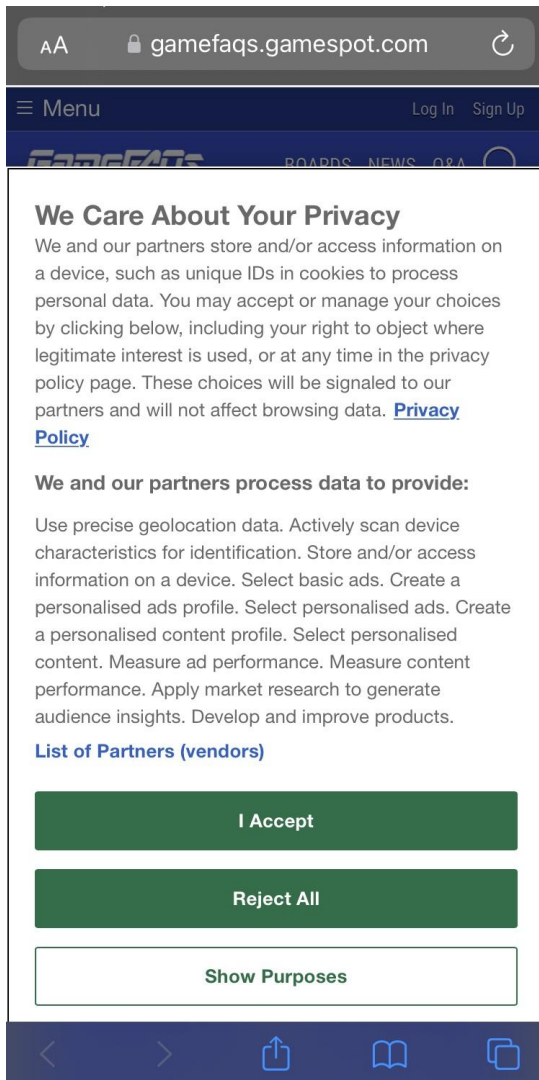 AA gamefaqs.gamespot.com
Menu Log In Sign Up
GameFAQs BOARDS NEWS Q&A
We Care About Your Privacy
We and our partners store and/or access information on
a device, such as unique IDs in cookies to process
personal data. You may accept or manage your choices
by clicking below, including your right to object where
legitimate interest is used, or at any time in the privacy
policy page. These choices will be signaled to our
partners and will not affect browsing data. Privacy
Policy
We and our partners process data to provide:
Use precise geolocation data. Actively scan device
characteristics for identification. Store and/or access
information on a device. Select basic ads. Create a
personalised ads profile. Select personalised ads. Create
a personalised content profile. Select personalised
content. Measure ad performance. Measure content
performance. Apply market research to generate
audience insights. Develop and improve products.
List of Partners (vendors)
I Accept
Reject All
Show Purposes